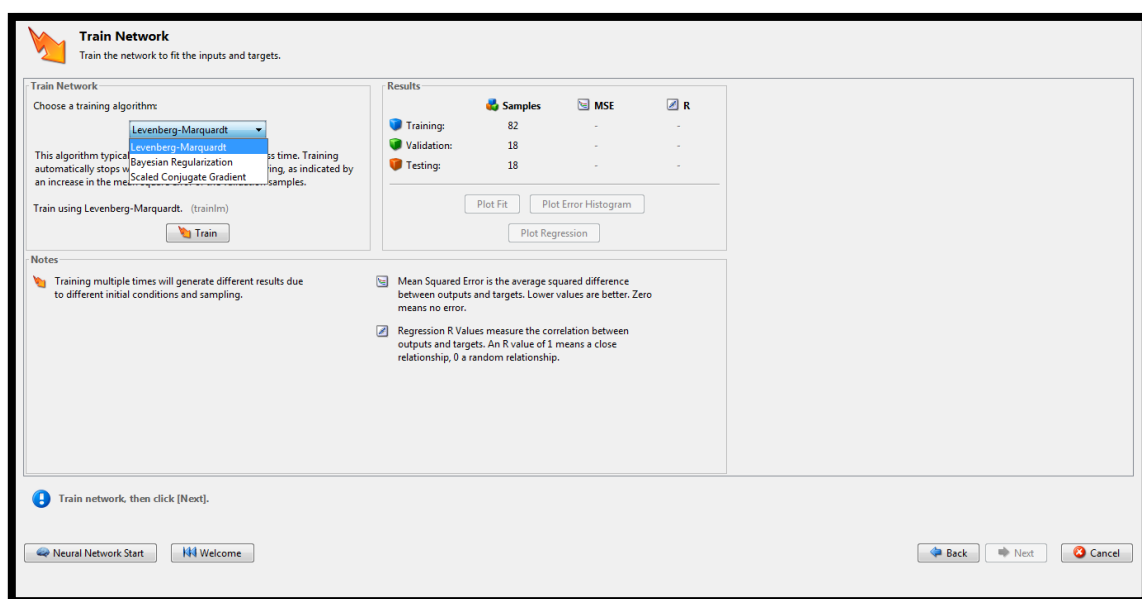 Train Network
Train the network to fit the inputs and targets.
Train Network
Choose a training algorithm:
Levenberg-Marquardt
Levenberg-Marquardt
Bayesian Regularization
Scaled Conjugate Gradient
This algorithm ss time. Training
automatically stops ring, as indicated by
an increase in the samples.
Train using Levenberg-Marquardt. (trainlm)
Train
Results
Samples MSE R
Training: 82 - -
Validation: 18 - -
Testing: 18 - -
Plot Fit Plot Error Histogram
Plot Regression
Notes
Training multiple times will generate different results due
to different initial conditions and sampling.
Mean Squared Error is the average squared difference
between outputs and targets. Lower values are better. Zero
means no error.
Regression R Values measure the correlation between
outputs and targets. An R value of 1 means a close
relationship, 0 a random relationship.
Train network, then click [Next].
Neural Network Start Welcome Back Next Cancel